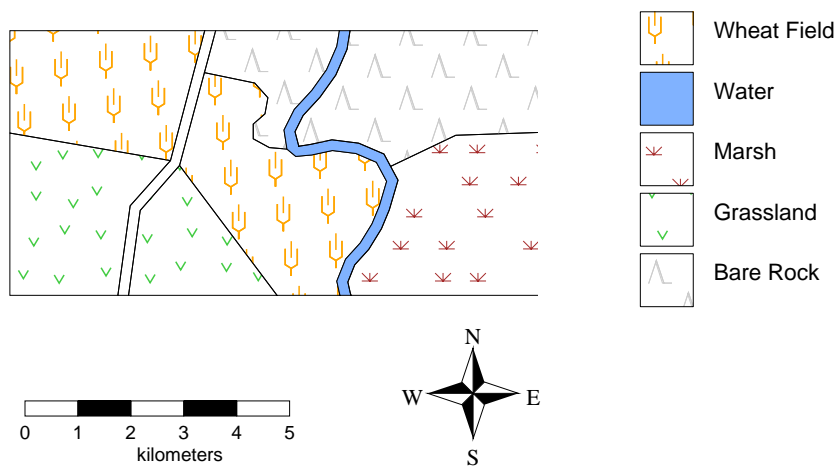 Wheat Field
Water
Marsh
Grassland
Bare Rock
N
W E
S
0 1 2 3 4 5
kilometers